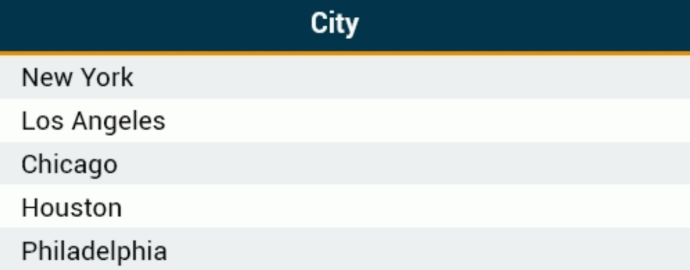 City
New York
Los Angeles
Chicago
Houston
Philadelphia